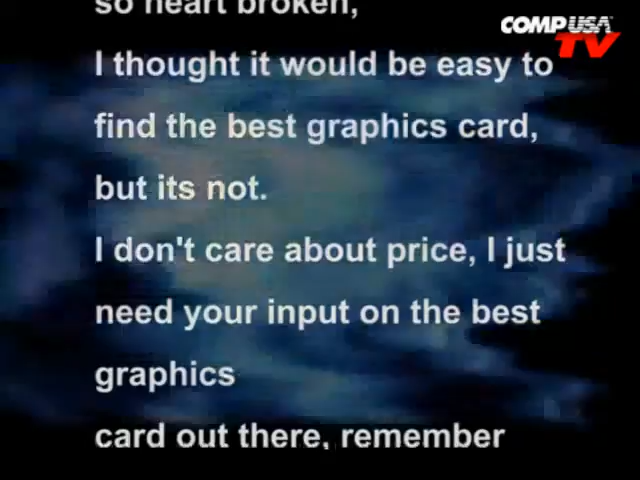 so heart broken,
COMPUSA
TV
I thought it would be easy to
find the best graphics card,
but its not.
I don't care about price, I just
need your input on the best
graphics
card out there, remember